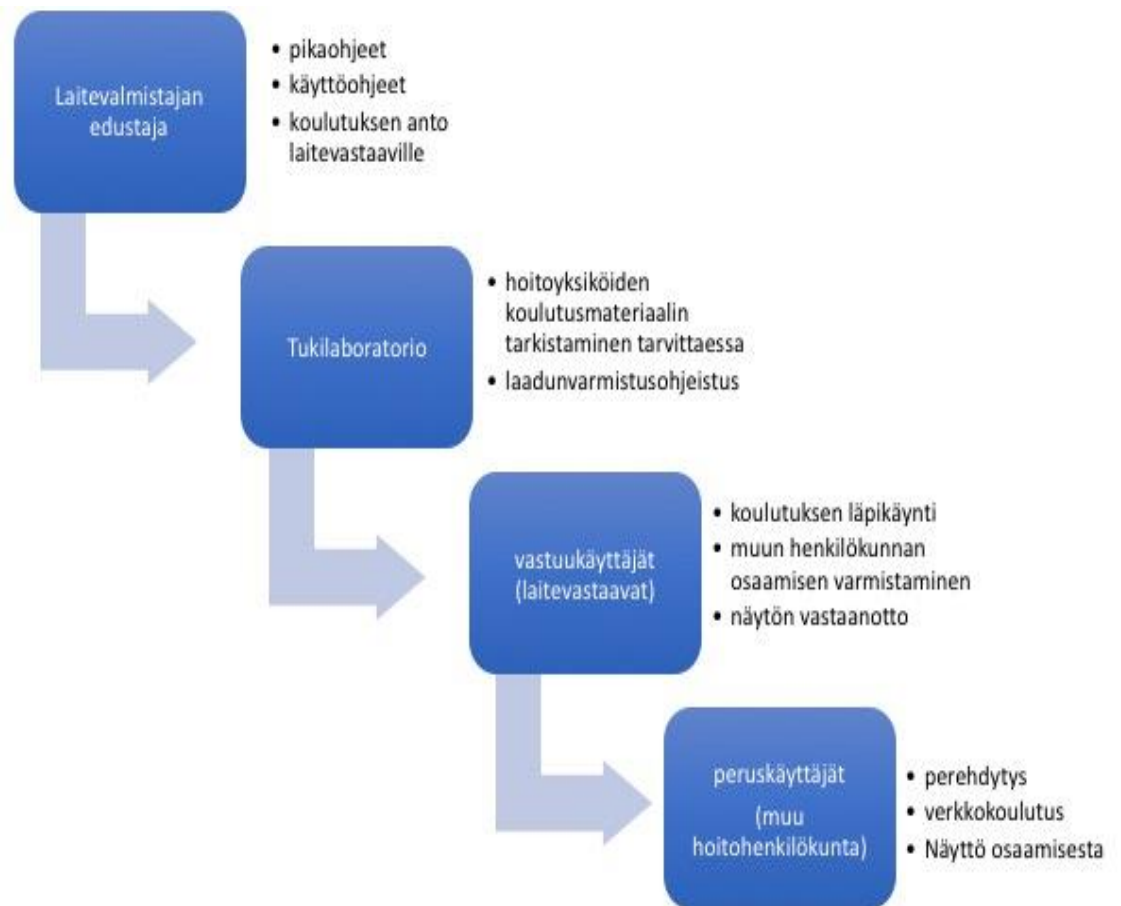 Laitevalmistajan
edustaja
• pikaohjeet
• käyttöohjeet
• koulutuksen anto
laitevastaaville
Tukilaboratorio
• hoitoyksiköiden
koulutusmateriaalin
tarkistaminen tarvittaessa
• laadunvarmistusohjeistus
vastuukäyttäjät
(laitevastaavat)
• koulutuksen läpikäynti
• muun henkilökunnan
osaamisen varmistaminen
• näytön vastaanotto
peruskäyttäjät
(muu
hoitohenkilökunta)
• perehdytys
• verkkokoulutus
• Näyttö osaamisesta